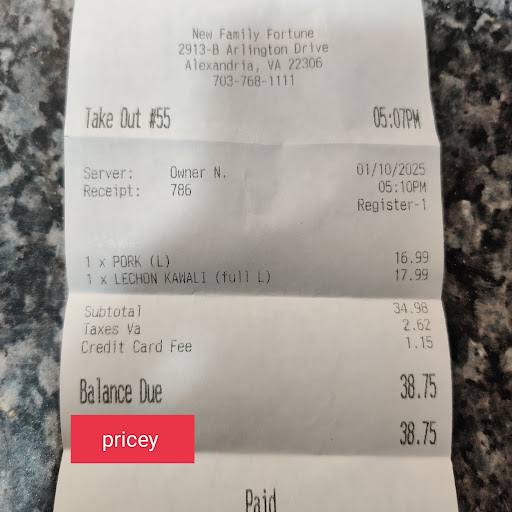 New Family Fortune
2913-B Arlington Drive
Alexandria, VA 22306
703-768-1111
Take Out #55 05:07PM
Server: Owner N. 01/10/2025
Receipt: 786 05:10PM
Register-1
1 x PORK (L) 16.99
1 x LECHON KAWALI (full L) 17.99
Subtotal 34.98
Taxes Va 2.62
Credit Card Fee 1.15
Balance Due 38.75
pricey 38.75
Paid